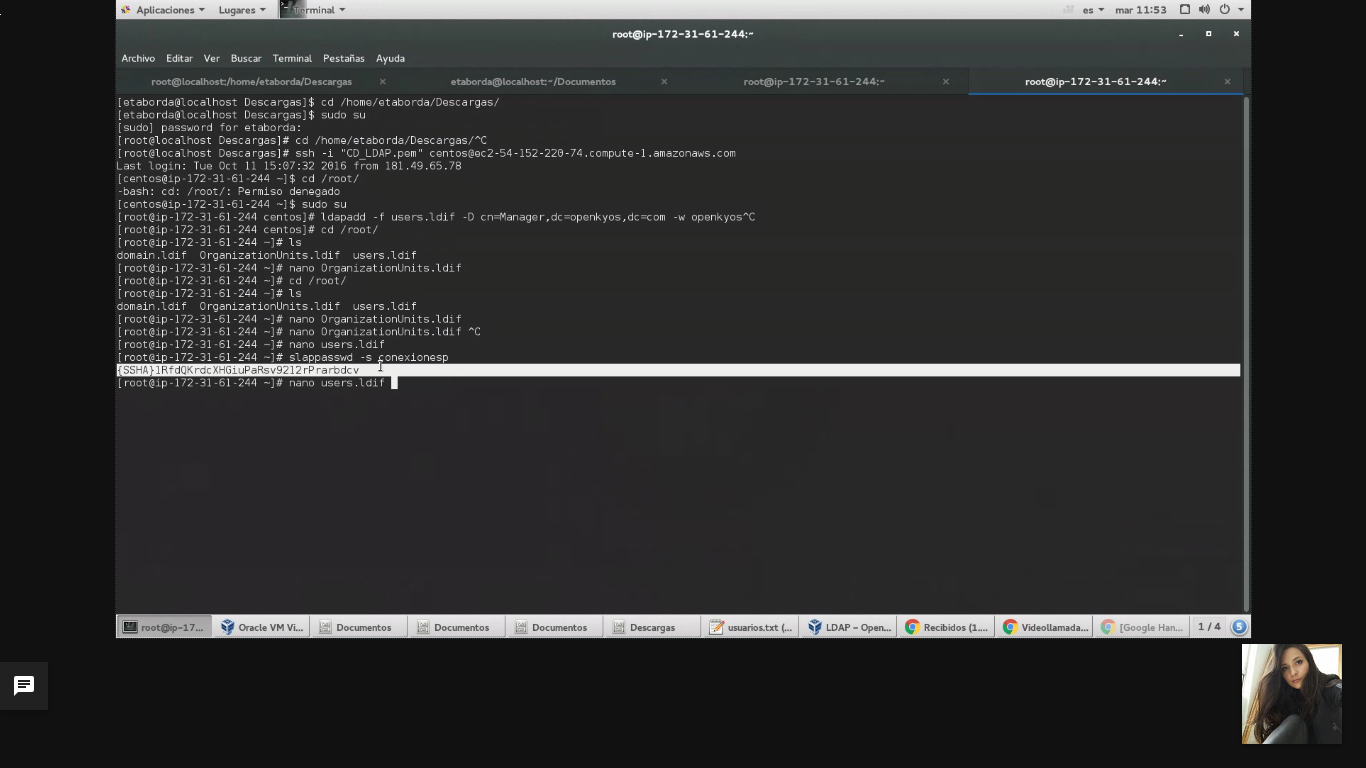 Aplicaciones Lugares Terminal es mar 11:53
root@ip-172-31-61-244:~
Archivo Editar Ver Buscar Terminal Pestañas Ayuda
root@localhost:/home/etaborda/Descargas × etaborda@localhost:~/Documentos × root@ip-172-31-61-244:~ × root@ip-172-31-61-244:~ ×
[etaborda@localhost Descargas]$ cd /home/etaborda/Descargas/
[etaborda@localhost Descargas]$ sudo su
[sudo] password for etaborda:
[root@localhost Descargas]# cd /home/etaborda/Descargas/^C
[root@localhost Descargas]# ssh -i "CD_LDAP.pem" centos@ec2-54-152-220-74.compute-1.amazonaws.com
Last login: Tue Oct 11 15:07:32 2016 from 181.49.65.78
[centos@ip-172-31-61-244 ~]$ cd /root/
-bash: cd: /root/: Permiso denegado
[centos@ip-172-31-61-244 ~]$ sudo su
[root@ip-172-31-61-244 centos]# ldapadd -f users.ldif -D cn=Manager,dc=openkyos,dc=com -w openkyos^C
[root@ip-172-31-61-244 centos]# cd /root/
[root@ip-172-31-61-244 ~]# ls
domain.ldif  OrganizationUnits.ldif  users.ldif
[root@ip-172-31-61-244 ~]# nano OrganizationUnits.ldif
[root@ip-172-31-61-244 ~]# cd /root/
[root@ip-172-31-61-244 ~]# ls
domain.ldif  OrganizationUnits.ldif  users.ldif
[root@ip-172-31-61-244 ~]# nano OrganizationUnits.ldif
[root@ip-172-31-61-244 ~]# nano OrganizationUnits.ldif ^C
[root@ip-172-31-61-244 ~]# nano users.ldif
[root@ip-172-31-61-244 ~]# slappasswd -s conexionesp
{SSHA}1RfdQKrdcXHGiuPaRsv9212rPrarbdcv
[root@ip-172-31-61-244 ~]# nano users.ldif
root@ip-17... Oracle VM Vi... Documentos Documentos Documentos Descargas usuarios.txt (... LDAP – Open... Recibidos (1.... Videollamada... [Google Han... 1 / 4 5